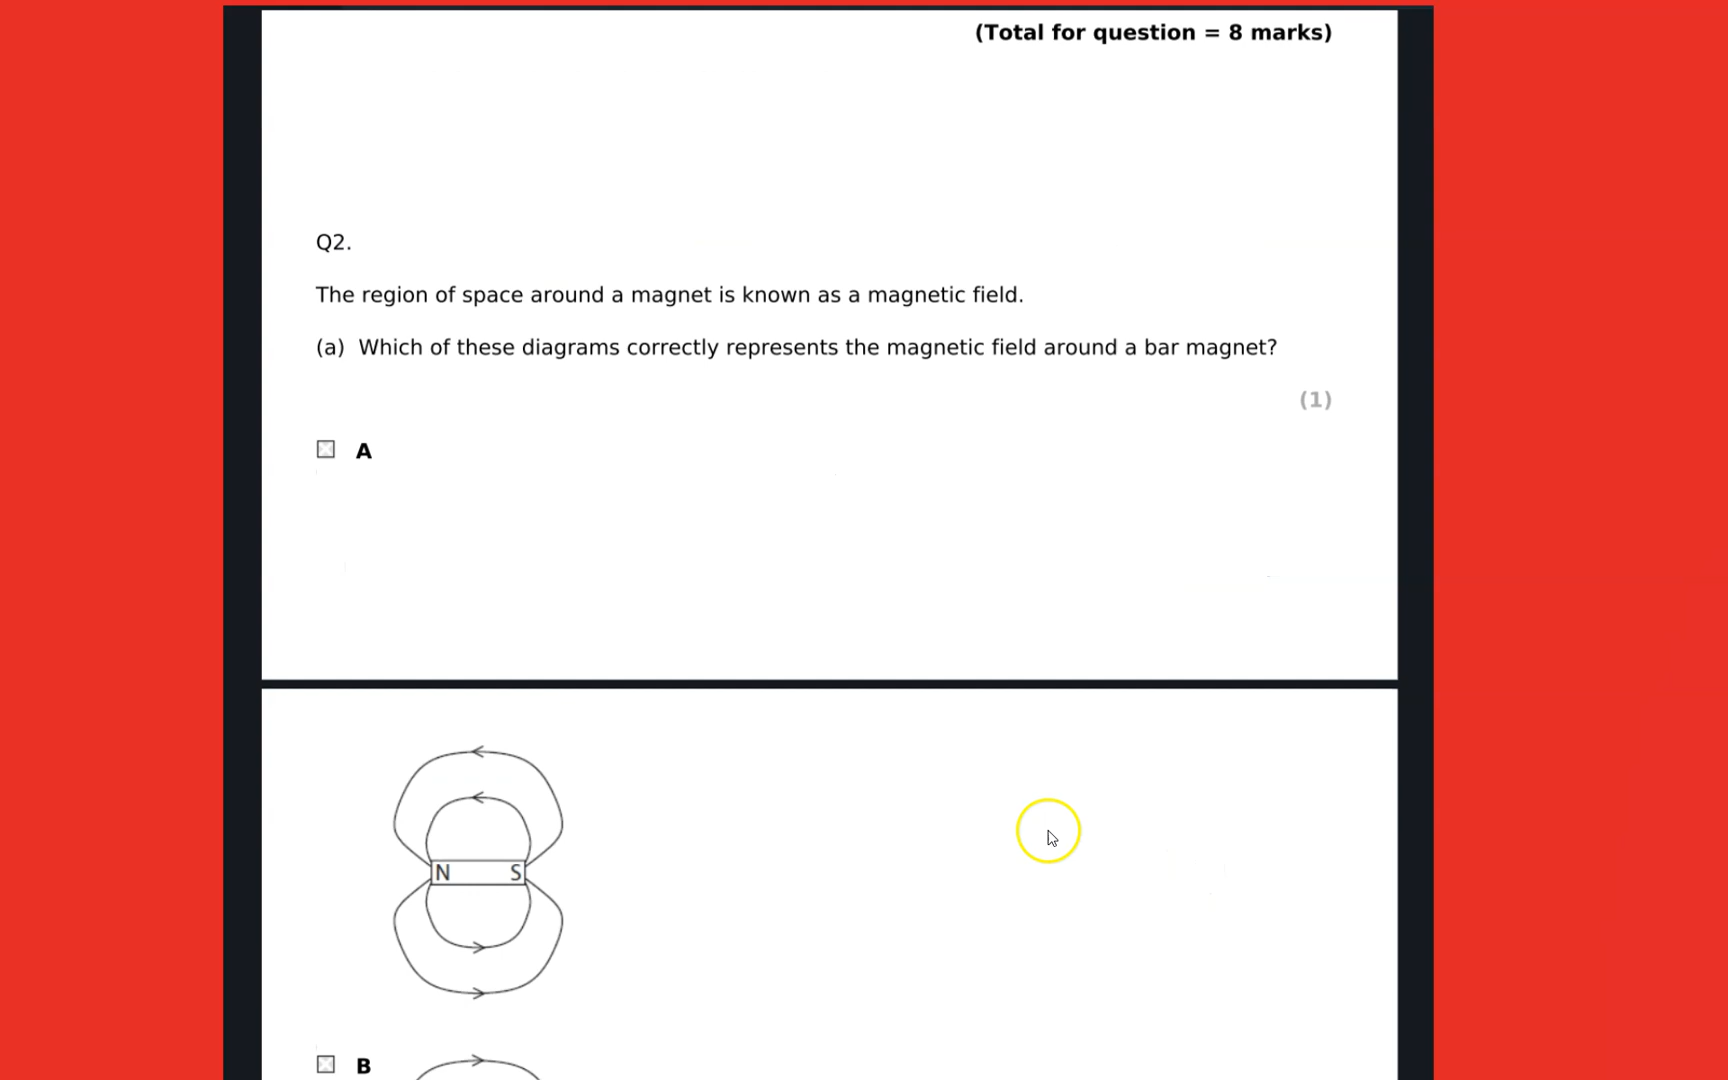 (Total for question = 8 marks)
Q2.
The region of space around a magnet is known as a magnetic field.
(a) Which of these diagrams correctly represents the magnetic field around a bar magnet?
(1)
A
N S
B